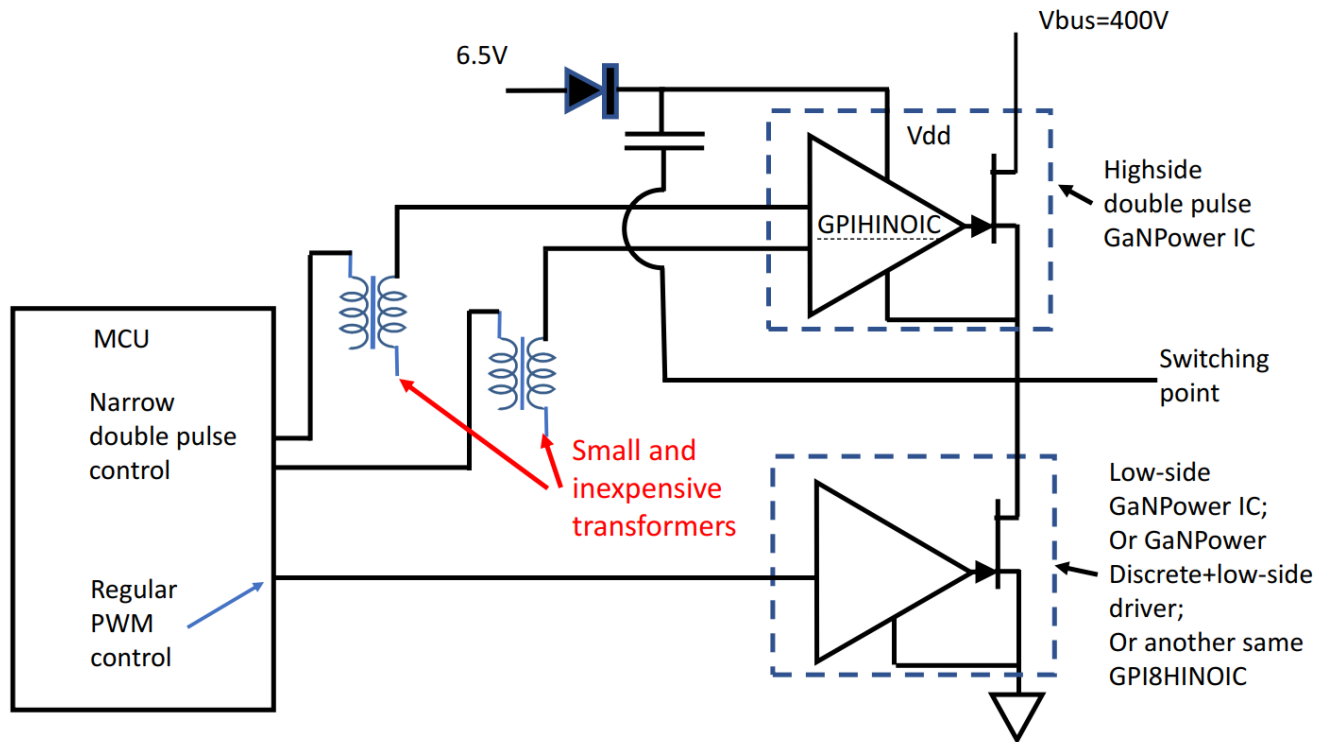 Vbus=400V
6.5V
Vdd
GPIHINOIC
Highside
double pulse
GaNPower IC
MCU
Narrow
double pulse
control
Switching
point
Small and
inexpensive
transformers
Low-side
GaNPower IC;
Or GaNPower
Discrete+low-side
driver;
Or another same
GPI8HINOIC
Regular
PWM
control